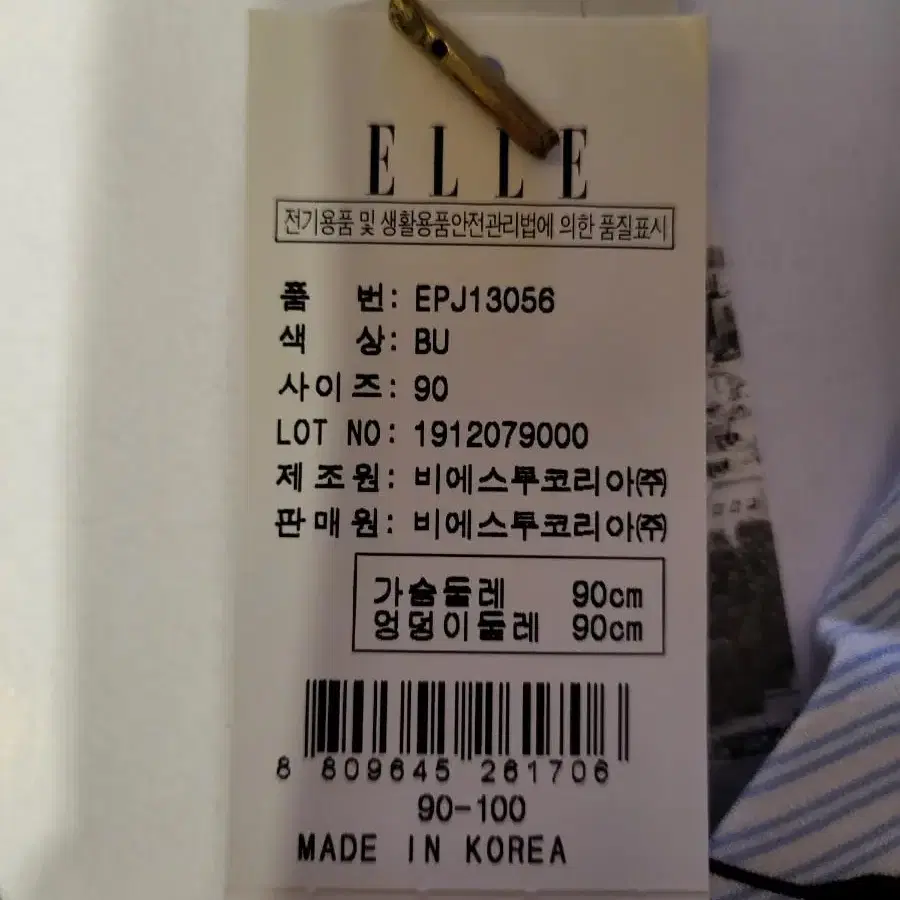 ELLE
전기용품 및 생활용품안전관리법에 의한 품질표시
품 번: EPJ13056
색 상: BU
사이즈: 90
LOT NO: 1912079000
제조원: 비에스투코리아㈜
판매원: 비에스투코리아㈜
가슴둘레 90cm
엉덩이둘레 90cm
8 809645 261706
90-100
MADE IN KOREA